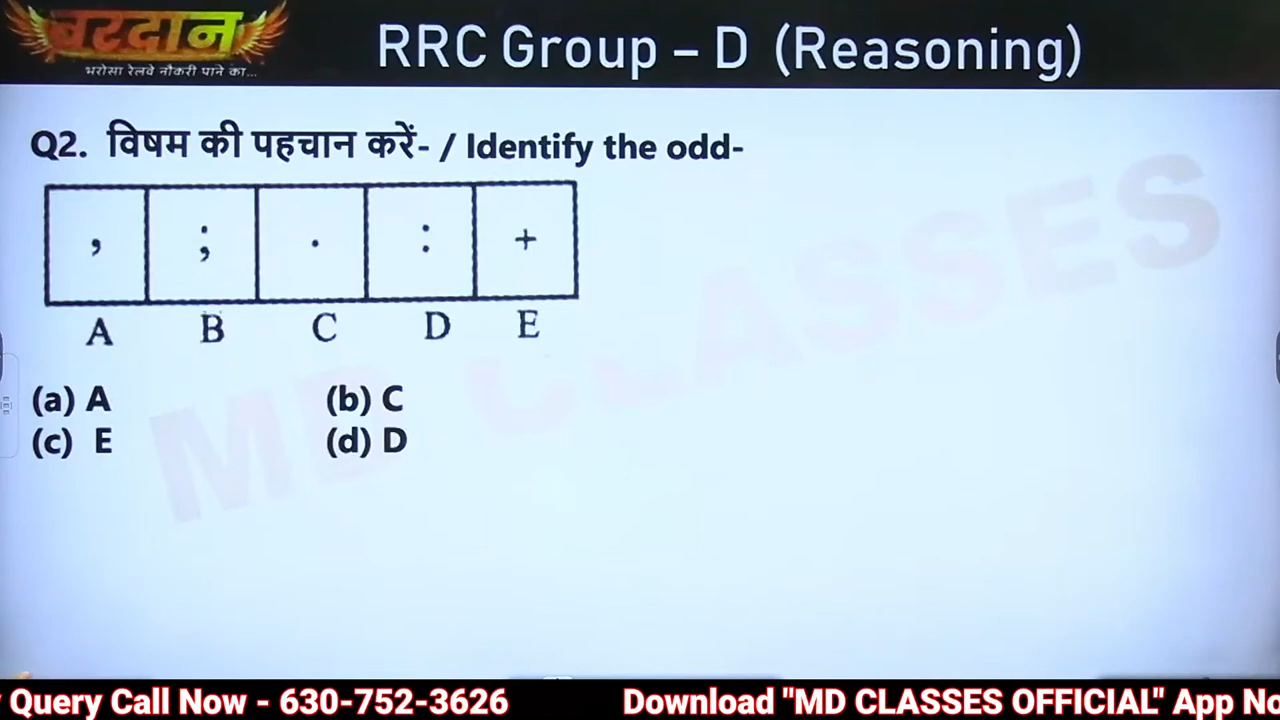 बरदान
भरोसा रेलवे नौकरी पाने का...
RRC Group – D (Reasoning)
Q2. विषम की पहचान करें- / Identify the odd-
, ; . : +
A B C D E
(a) A (b) C
(c) E (d) D
MD CLASSES
Query Call Now - 630-752-3626 Download "MD CLASSES OFFICIAL" App No